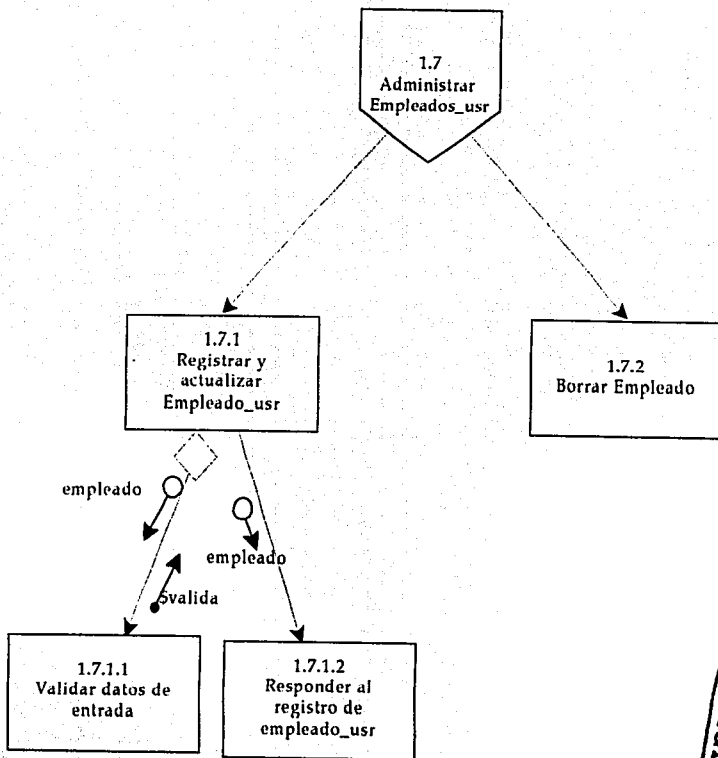 1.7
Administrar
Empleados_usr
1.7.1
Registrar y
actualizar
Empleado_usr
1.7.2
Borrar Empleado
empleado
empleado
$valida
1.7.1.1
Validar datos de
entrada
1.7.1.2
Responder al
registro de
empleado_usr